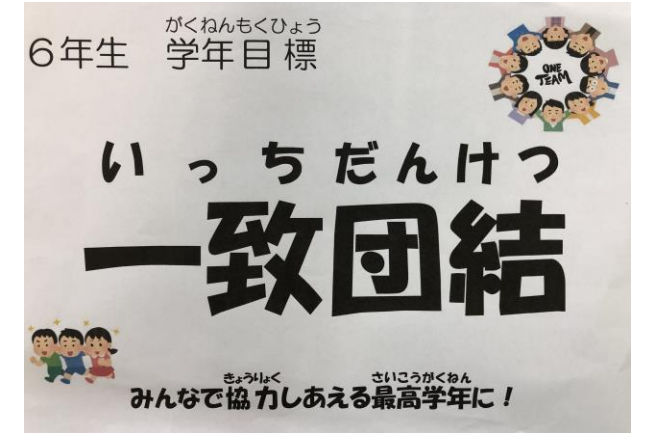 がくねんもくひょう
6年生 学年目標
ONE
TEAM
いっちだんけつ
一致団結
きょうりょく さいこうがくねん
みんなで協力しあえる最高学年に!